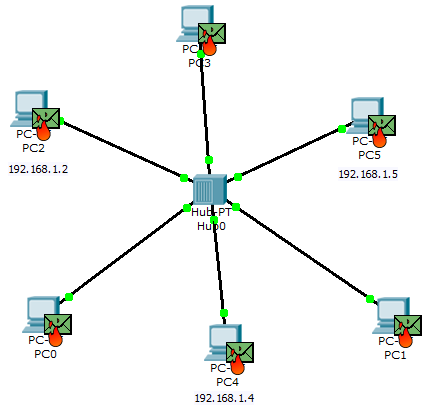 PC-
PC3
PC-
PC2
192.168.1.2
PC-
PC5
192.168.1.5
Hub-PT
Hub0
PC-
PC0
PC-
PC4
192.168.1.4
PC-
PC1